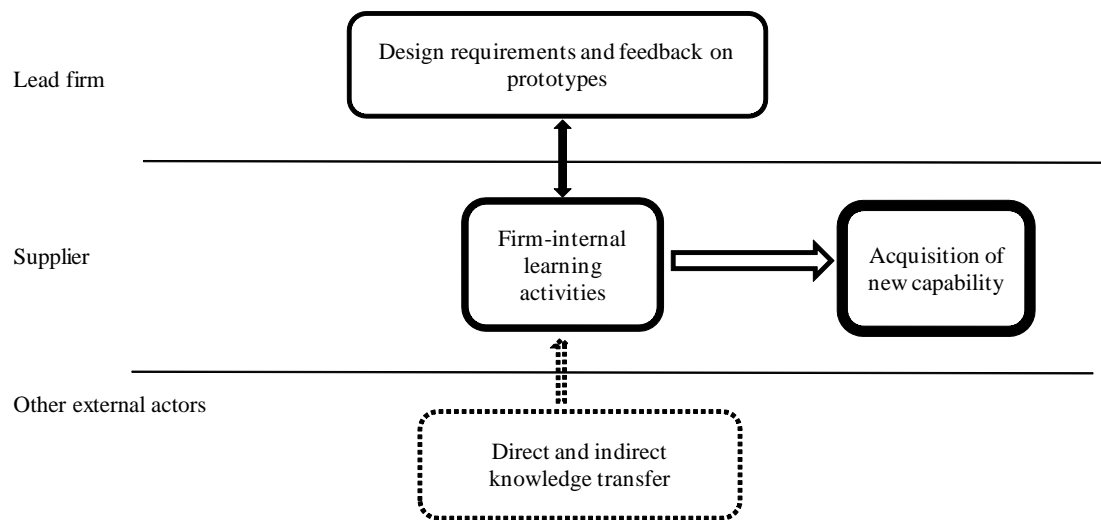 Design requirements and feedback on
prototypes
Lead firm
Firm-internal
learning
activities
Supplier
Acquisition of
new capability
Other external actors
Direct and indirect
knowledge transfer